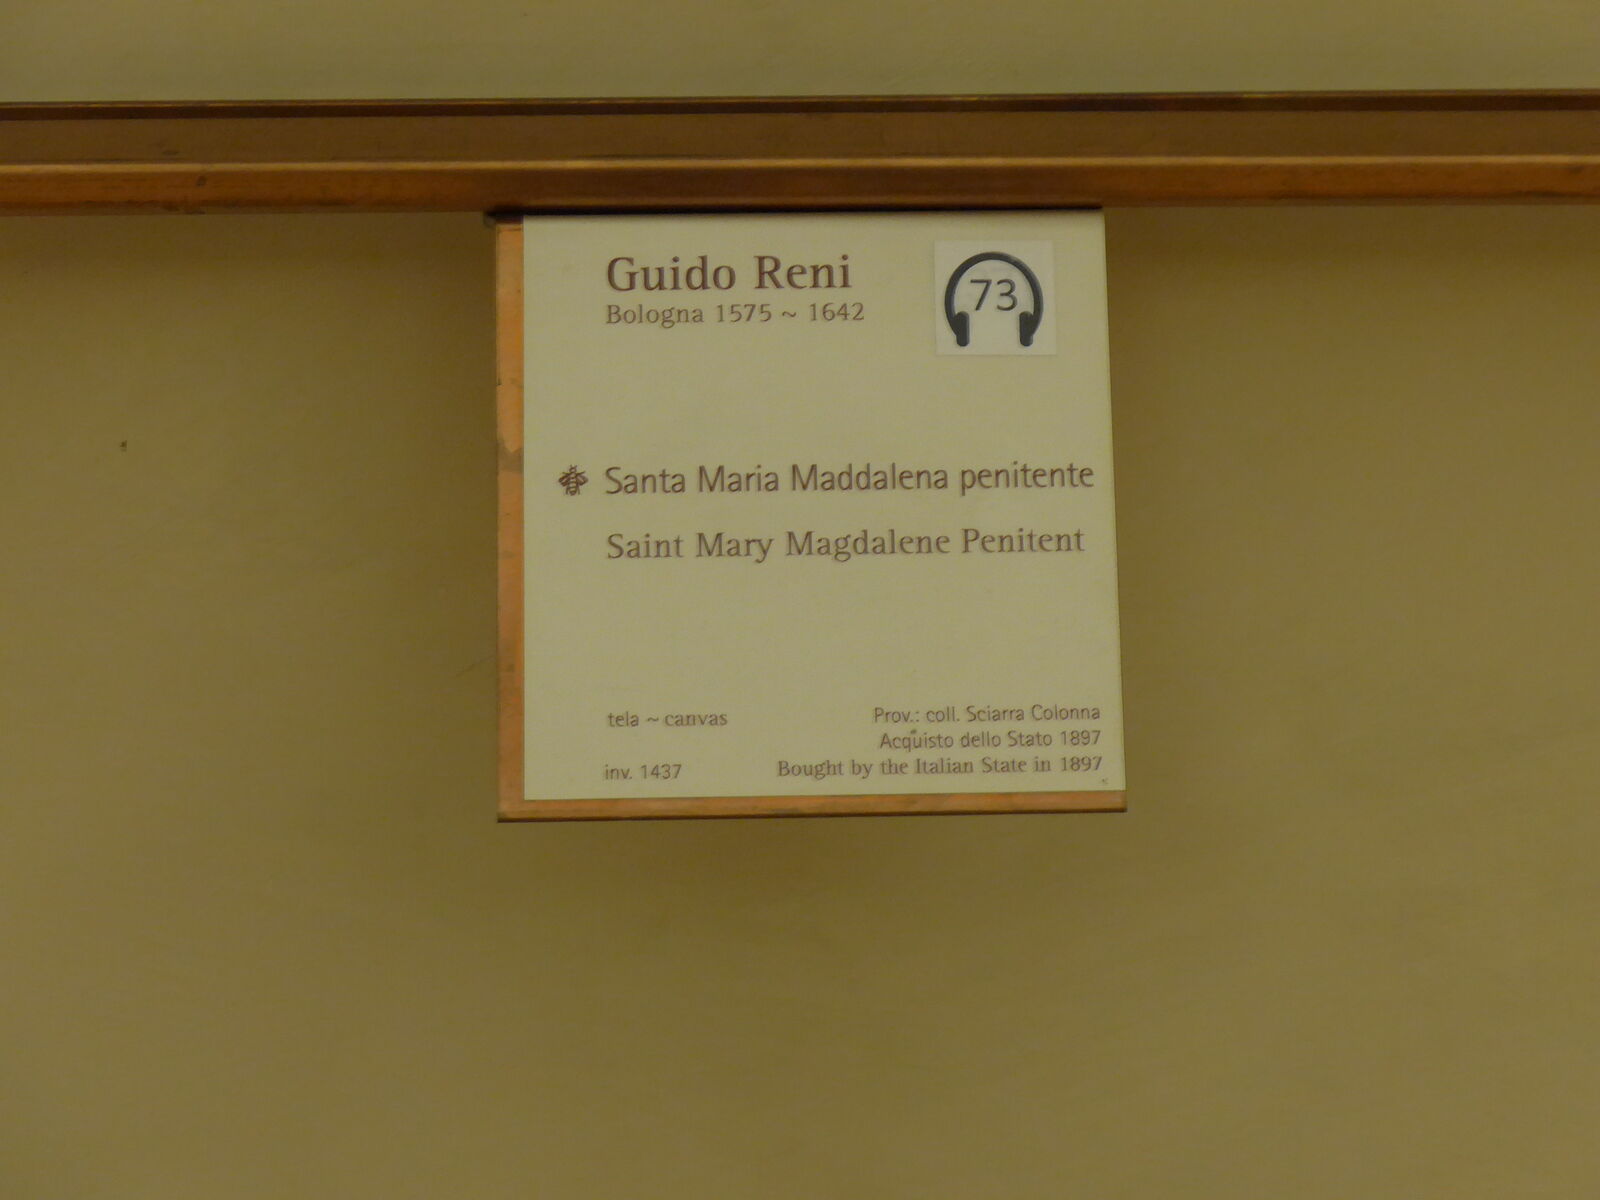 Guido Reni
Bologna 1575 ~ 1642
73
Santa Maria Maddalena penitente
Saint Mary Magdalene Penitent
tela ~ canvas
inv. 1437
Prov.: coll. Sciarra Colonna
Acquisto dello Stato 1897
Bought by the Italian State in 1897